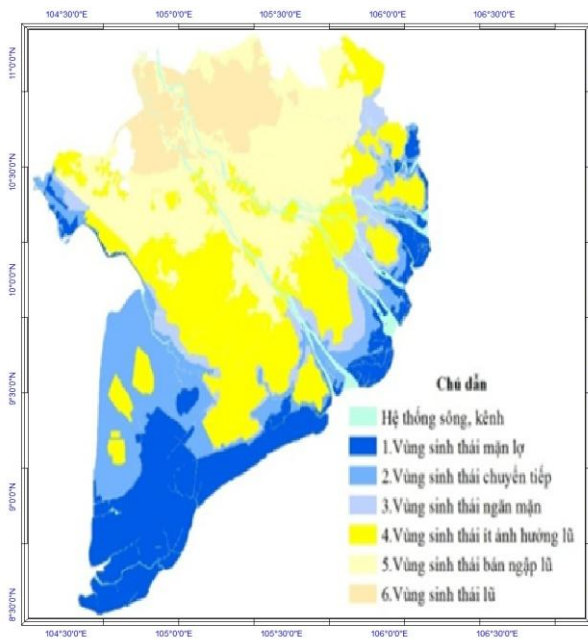 104°30'0"E 105°0'0"E 105°30'0"E 106°0'0"E 106°30'0"E
11°0'0"N
10°30'0"N
10°0'0"N
9°30'0"N
9°0'0"N
8°30'0"N
Chú dẫn
Hệ thống sông, kênh
1.Vùng sinh thái mặn lợ
2.Vùng sinh thái chuyển tiếp
3.Vùng sinh thái ngăn mặn
4.Vùng sinh thái ít ảnh hưởng lũ
5.Vùng sinh thái bán ngập lũ
6.Vùng sinh thái lũ
104°30'0"E 105°0'0"E 105°30'0"E 106°0'0"E 106°30'0"E